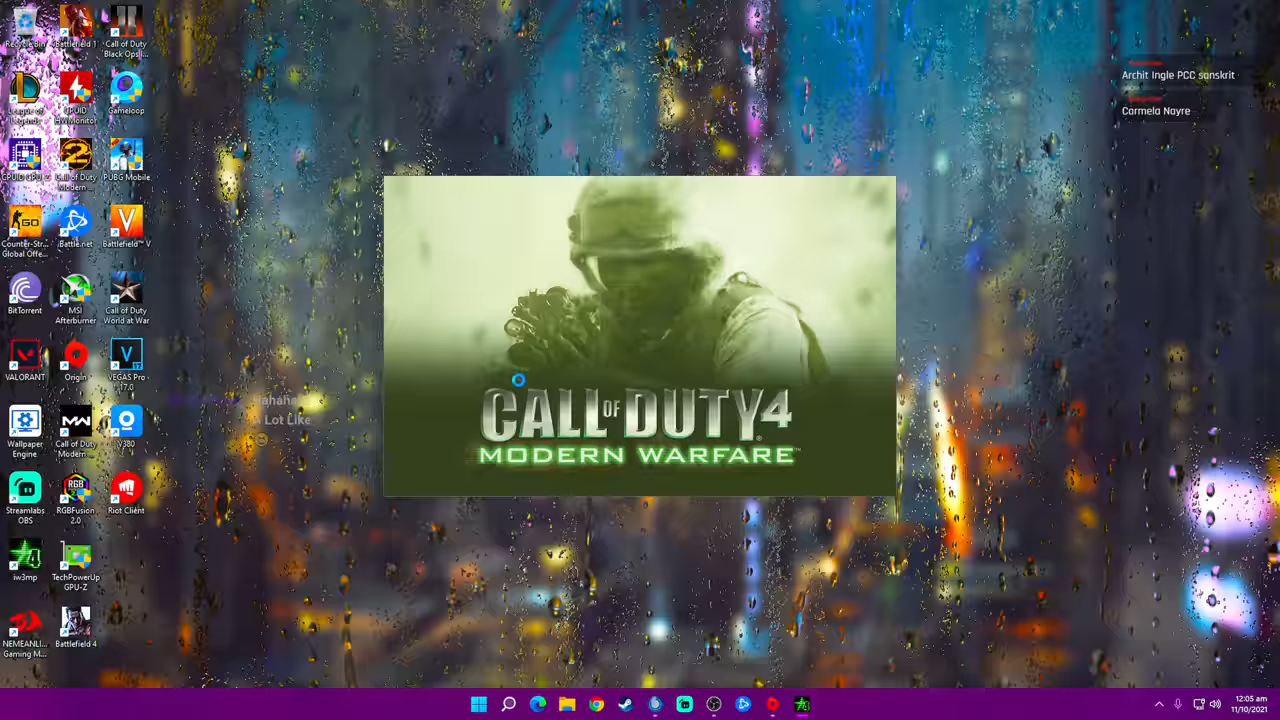 Recycle Bin
Battlefield 1
Call of Duty
Black Ops I...
League of
Legends
CPUID
HWMonitor
Gameloop
Call of Duty
Modern ...
PUBG Mobile
Counter-Str...
Global Offe...
Battle.net
Battlefield™ V
BitTorrent
MSI
Afterburner
Call of Duty
World at War
VALORANT
Origin
VEGAS Pro
17.0
Wallpaper
Engine
Call of Duty
Modern ...
V380
Streamlabs
OBS
RGBFusion
2.0
Riot Client
iw3mp
TechPowerUp
GPU-Z
NEMEANLI...
Gaming M...
Battlefield 4
CALL OF DUTY 4
MODERN WARFARE
Archit Ingle PCC sanskrit
Carmela Nayre
Lot Like
12:05 am
11/10/2021